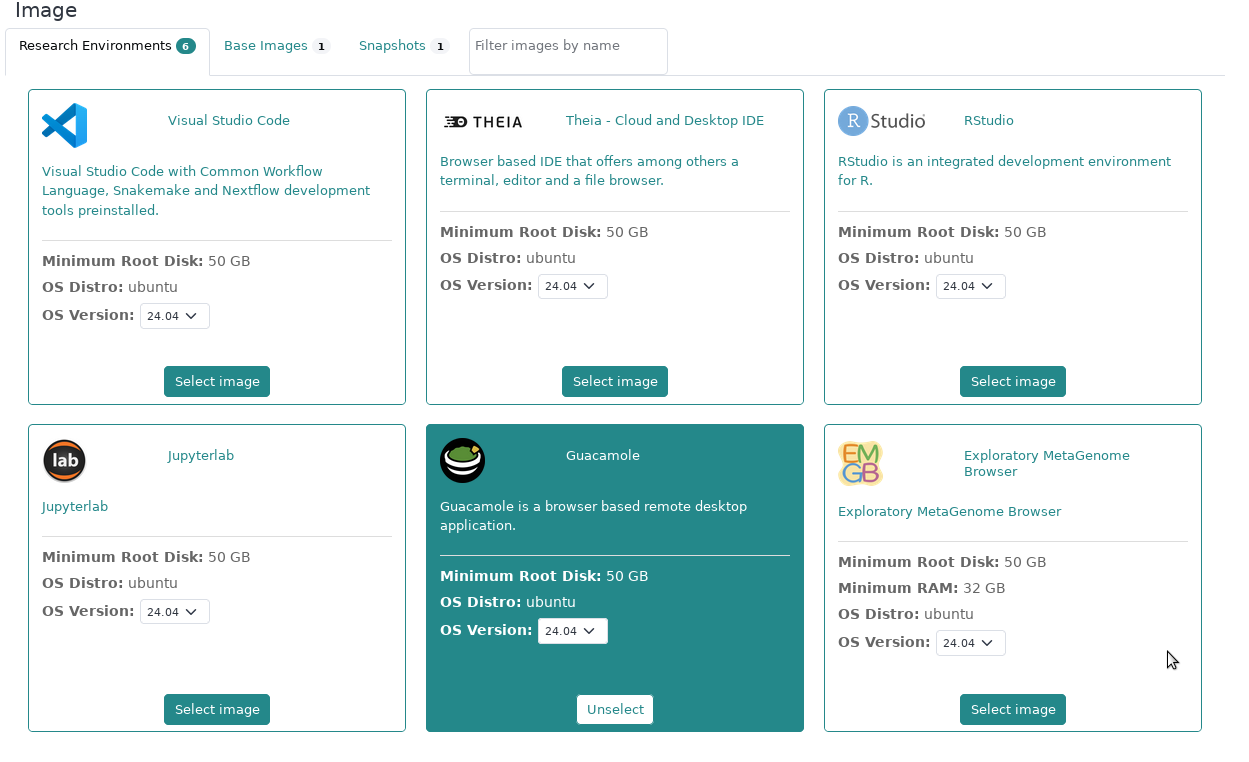 Image
Research Environments 6
Base Images 1
Snapshots 1
Filter images by name
Visual Studio Code
Visual Studio Code with Common Workflow
Language, Snakemake and Nextflow development
tools preinstalled.
Minimum Root Disk: 50 GB
OS Distro: ubuntu
OS Version: 24.04
Select image
THEIA
Theia - Cloud and Desktop IDE
Browser based IDE that offers among others a
terminal, editor and a file browser.
Minimum Root Disk: 50 GB
OS Distro: ubuntu
OS Version: 24.04
Select image
R Studio
RStudio
RStudio is an integrated development environment
for R.
Minimum Root Disk: 50 GB
OS Distro: ubuntu
OS Version: 24.04
Select image
lab
Jupyterlab
Jupyterlab
Minimum Root Disk: 50 GB
OS Distro: ubuntu
OS Version: 24.04
Select image
Guacamole
Guacamole is a browser based remote desktop
application.
Minimum Root Disk: 50 GB
OS Distro: ubuntu
OS Version: 24.04
Unselect
EM
GB
Exploratory MetaGenome
Browser
Exploratory MetaGenome Browser
Minimum Root Disk: 50 GB
Minimum RAM: 32 GB
OS Distro: ubuntu
OS Version: 24.04
Select image